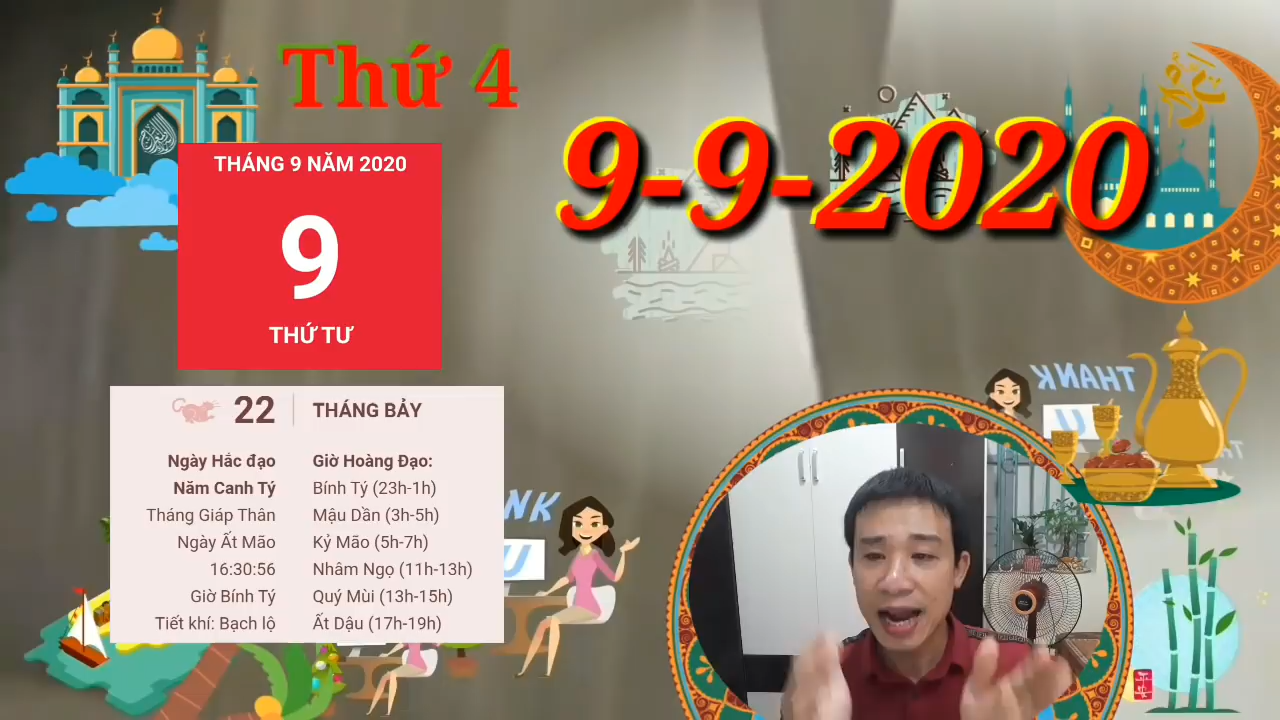 Thứ 4
9-9-2020
THÁNG 9 NĂM 2020
9
THỨ TƯ
22
THÁNG BẢY
Ngày Hắc đạo
Giờ Hoàng Đạo:
Năm Canh Tý
Bính Tý (23h-1h)
Tháng Giáp Thân
Mậu Dần (3h-5h)
Ngày Ất Mão
Kỷ Mão (5h-7h)
16:30:56
Nhâm Ngọ (11h-13h)
Giờ Bính Tý
Quý Mùi (13h-15h)
Tiết khí: Bạch lộ
Ất Dậu (17h-19h)
THANK
U
NK
U